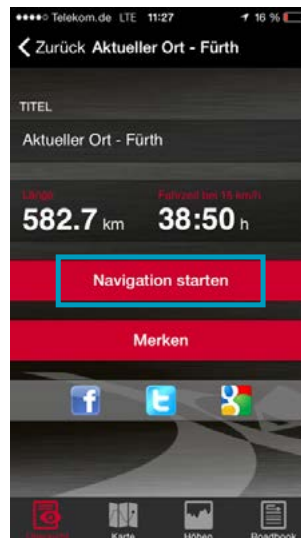 Telekom.de LTE 11:27 16 %
Zurück Aktueller Ort - Fürth
TITEL
Aktueller Ort - Fürth
Länge Fahrzeit bei 15 km/h
582.7 km 38:50 h
Navigation starten
Merken
Karte Höhen Roadbook